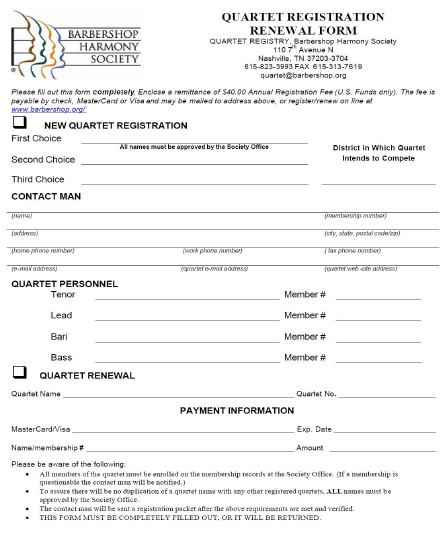 BARBERSHOP
HARMONY
SOCIETY
QUARTET REGISTRATION
RENEWAL FORM
QUARTET REGISTRY, Barbershop Harmony Society
110 7th Avenue N
Nashville, TN 37203-3704
615-823-3993 FAX 615-313-7619
quartet@barbershop.org
Please fill out this form completely, Enclose a remittance of $40.00 Annual Registration Fee (U.S. Funds only). The fee is
payable by check, MasterCard or Visa and may be mailed to address above, or register/renew on line at
www.barbershop.org/
NEW QUARTET REGISTRATION
First Choice
All names must be approved by the Society Office
District in Which Quartet
Intends to Compete
Second Choice
Third Choice
CONTACT MAN
(name) (membership number)
(address) (city, state, postal code/zip)
(home phone number) (work phone number) ( fax phone number)
(e-mail address) (quartet e-mail address) (quartet web-site address)
QUARTET PERSONNEL
Tenor Member #
Lead Member #
Bari Member #
Bass Member #
QUARTET RENEWAL
Quartet Name Quartet No.
PAYMENT INFORMATION
MasterCard/Visa Exp. Date
Name/membership # Amount
Please be aware of the following:
• All members of the quartet must be enrolled on the membership records at the Society Office. (If a membership is
questionable the contact man will be notified.)
• To assure there will be no duplication of a quartet name with any other registered quartets, ALL names must be
approved by the Society Office.
• The contact man will be sent a registration packet after the above requirements are met and verified.
• THIS FORM MUST BE COMPLETELY FILLED OUT, OR IT WILL BE RETURNED.